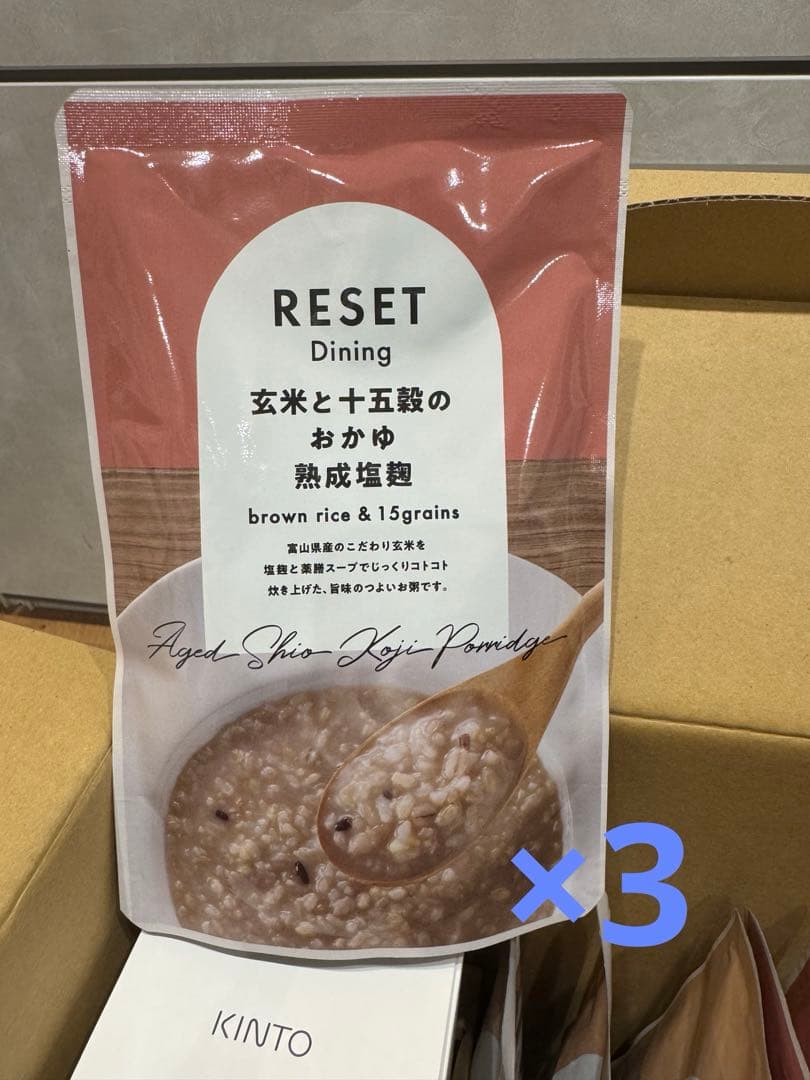 RESET
Dining
玄米と十五穀の
おかゆ
熟成塩麹
brown rice & 15grains
富山県産のこだわり玄米を
塩麹と薬膳スープでじっくりコトコト
炊き上げた、旨味のつよいお粥です。
Aged Shio Koji Porridge
×3
KINTO